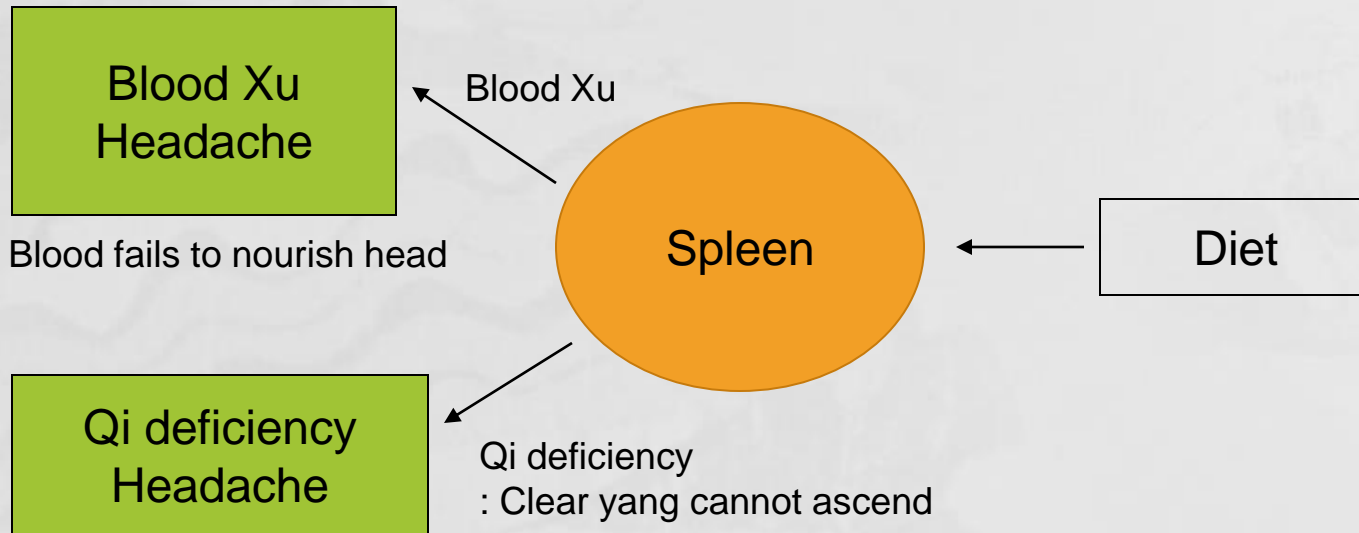 Blood Xu
Headache
Blood Xu
Blood fails to nourish head
Spleen
Diet
Qi deficiency
Headache
Qi deficiency
: Clear yang cannot ascend